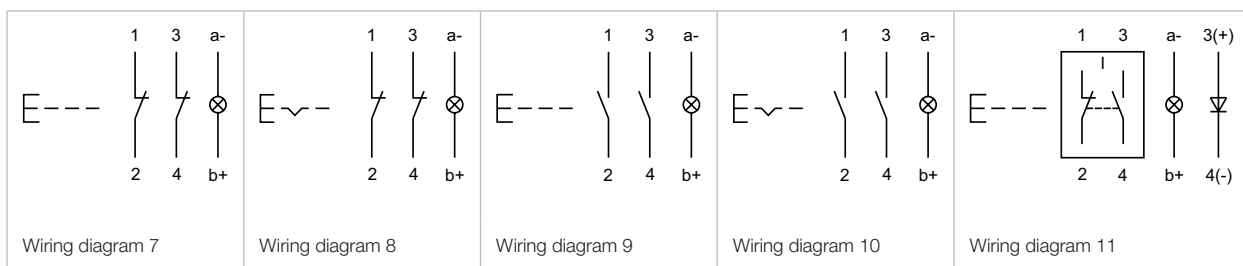 1 3 a-
2 4 b+
Wiring diagram 7
1 3 a-
2 4 b+
Wiring diagram 8
1 3 a-
2 4 b+
Wiring diagram 9
1 3 a-
2 4 b+
Wiring diagram 10
1 3 a- 3(+)
I
2 4 b+ 4(-)
Wiring diagram 11